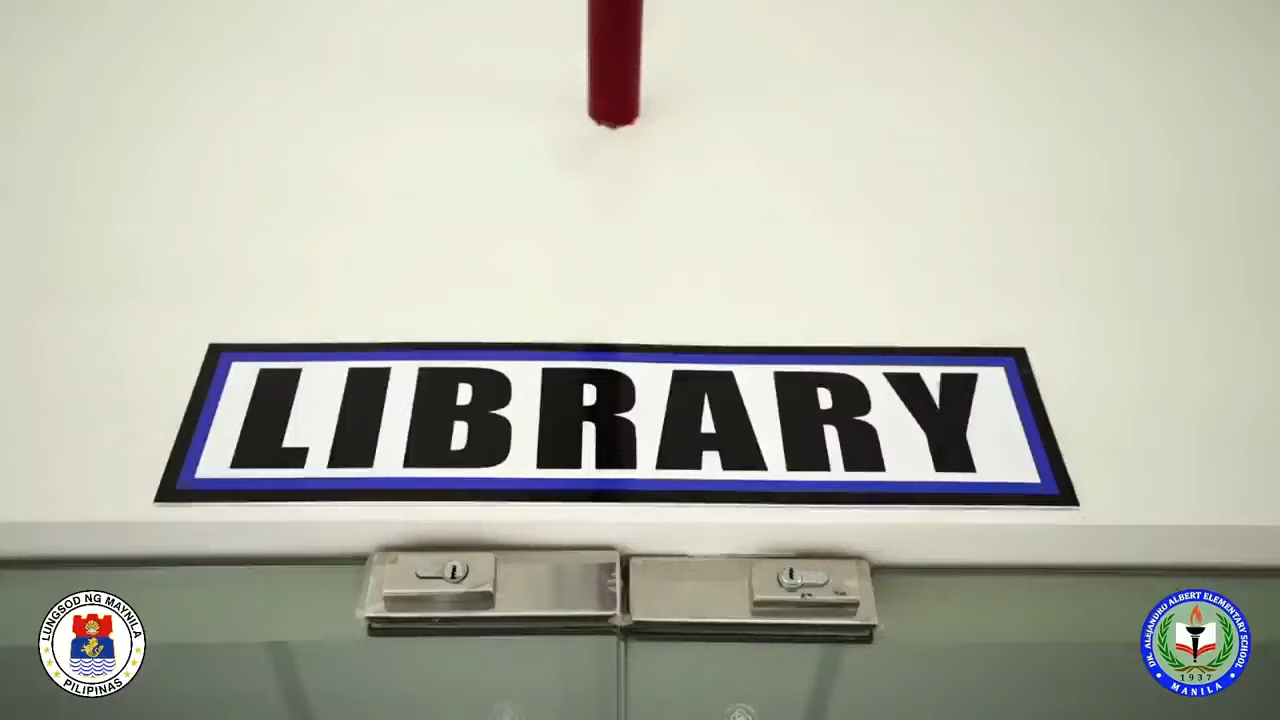 LIBRARY
LUNGSOD NG MAYNILA
PILIPINAS
DR. ALEJANDRO ALBERT ELEMENTARY SCHOOL
1937
MANILA